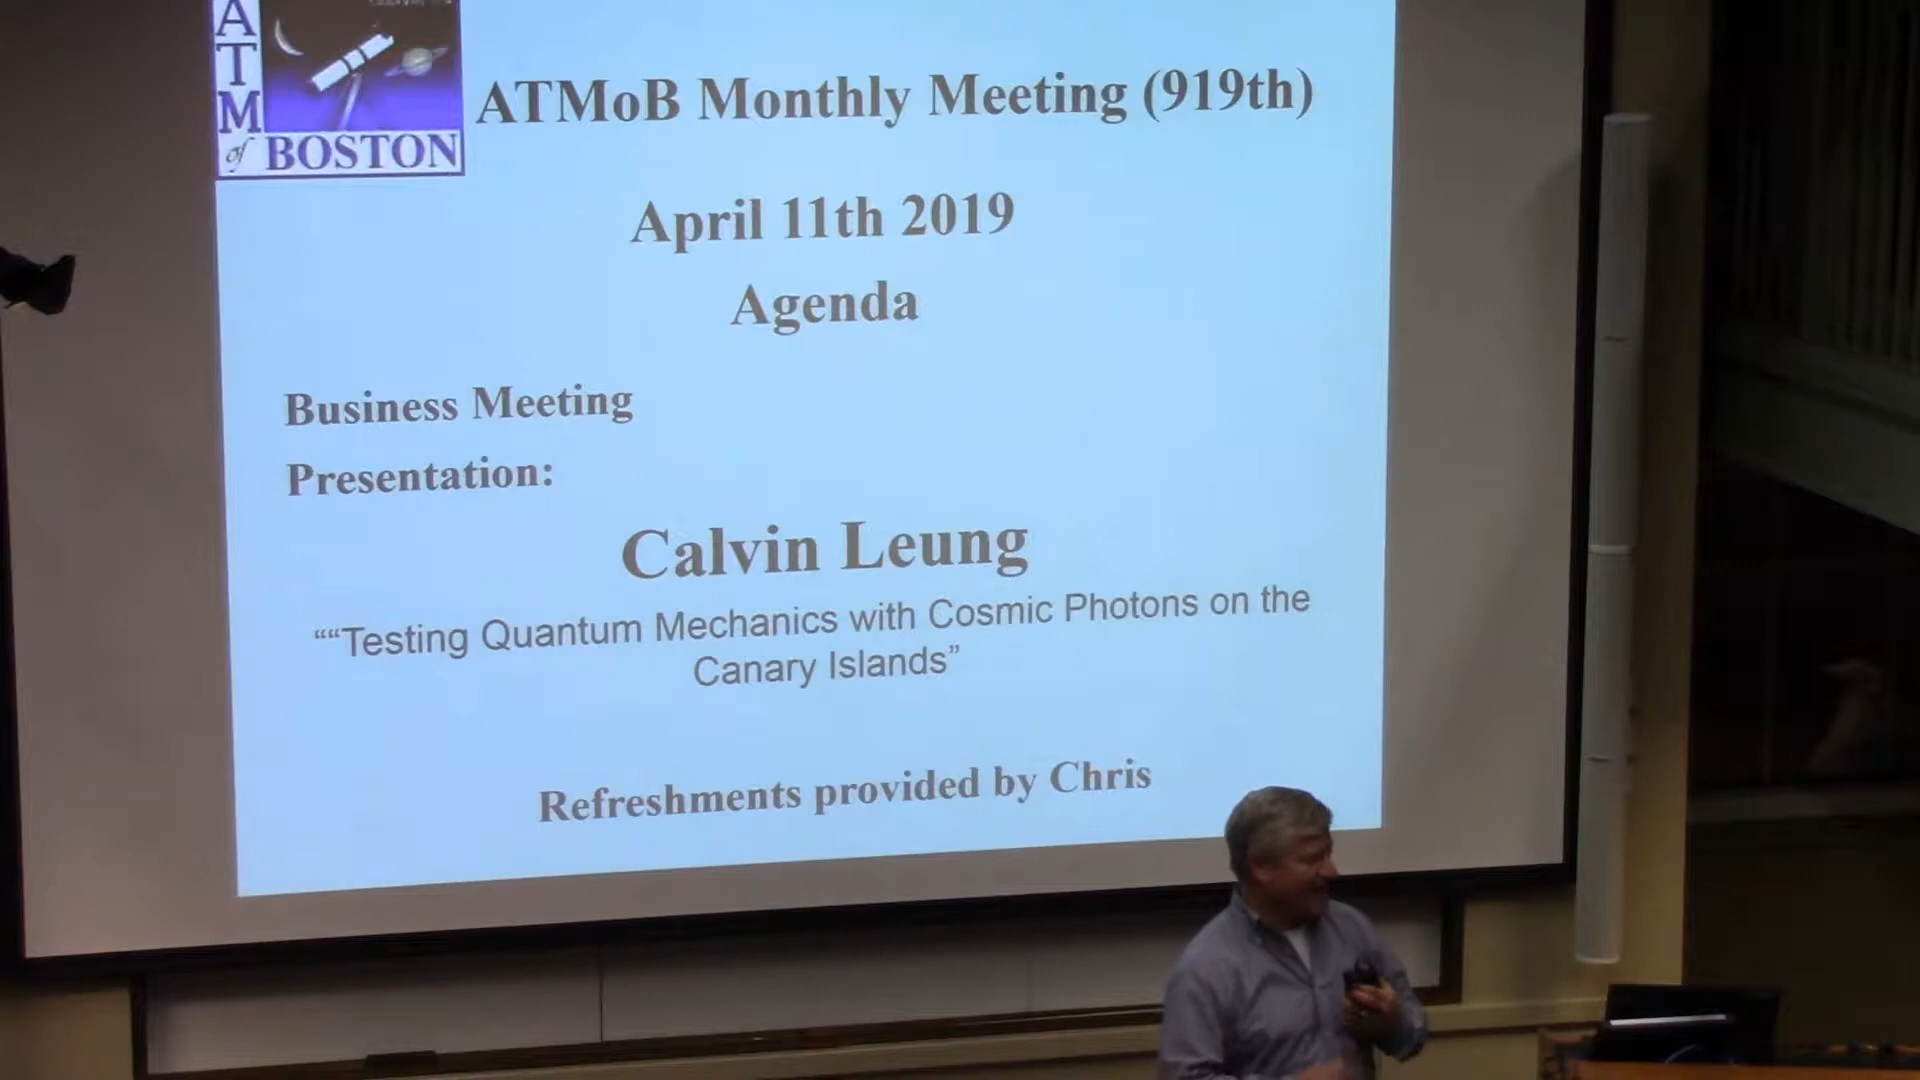 ATM
of BOSTON
ATMoB Monthly Meeting (919th)
April 11th 2019
Agenda
Business Meeting
Presentation:
Calvin Leung
““Testing Quantum Mechanics with Cosmic Photons on the
Canary Islands”
Refreshments provided by Chris